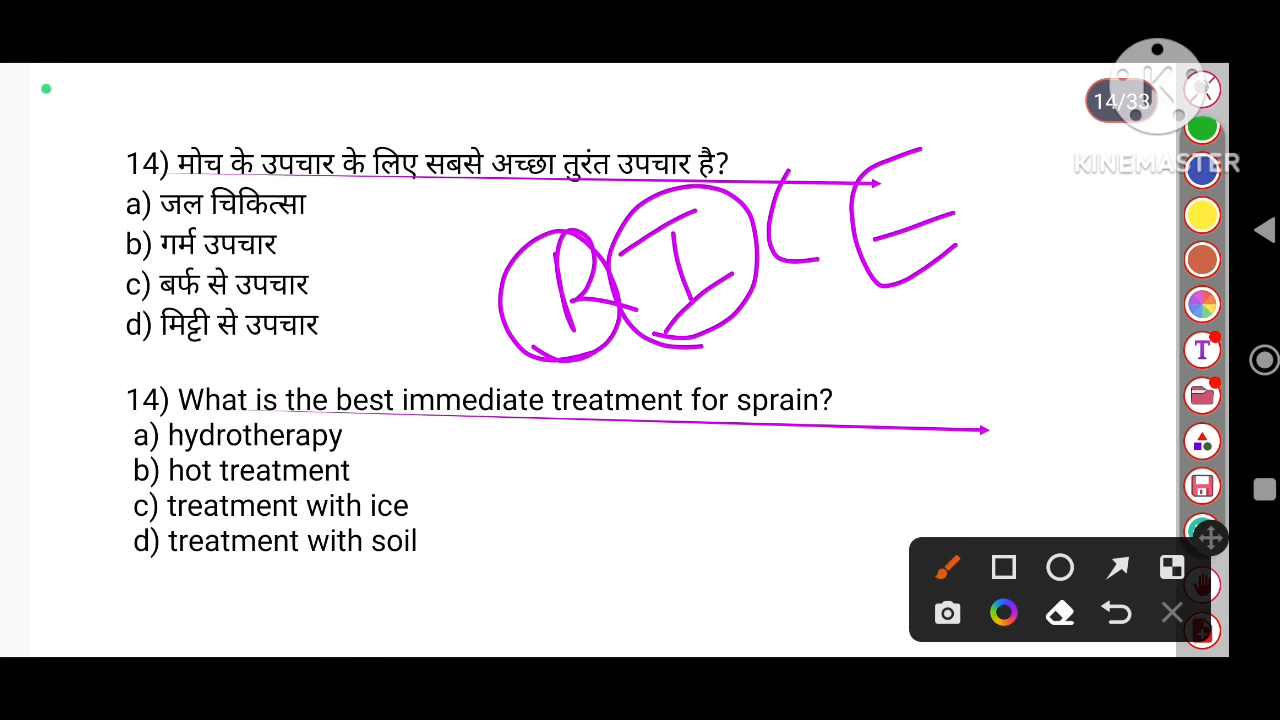 14/33
KINEMASTER
14) मोच के उपचार के लिए सबसे अच्छा तुरंत उपचार है?
a) जल चिकित्सा
b) गर्म उपचार
c) बर्फ से उपचार
d) मिट्टी से उपचार
R I C E
14) What is the best immediate treatment for sprain?
a) hydrotherapy
b) hot treatment
c) treatment with ice
d) treatment with soil
T